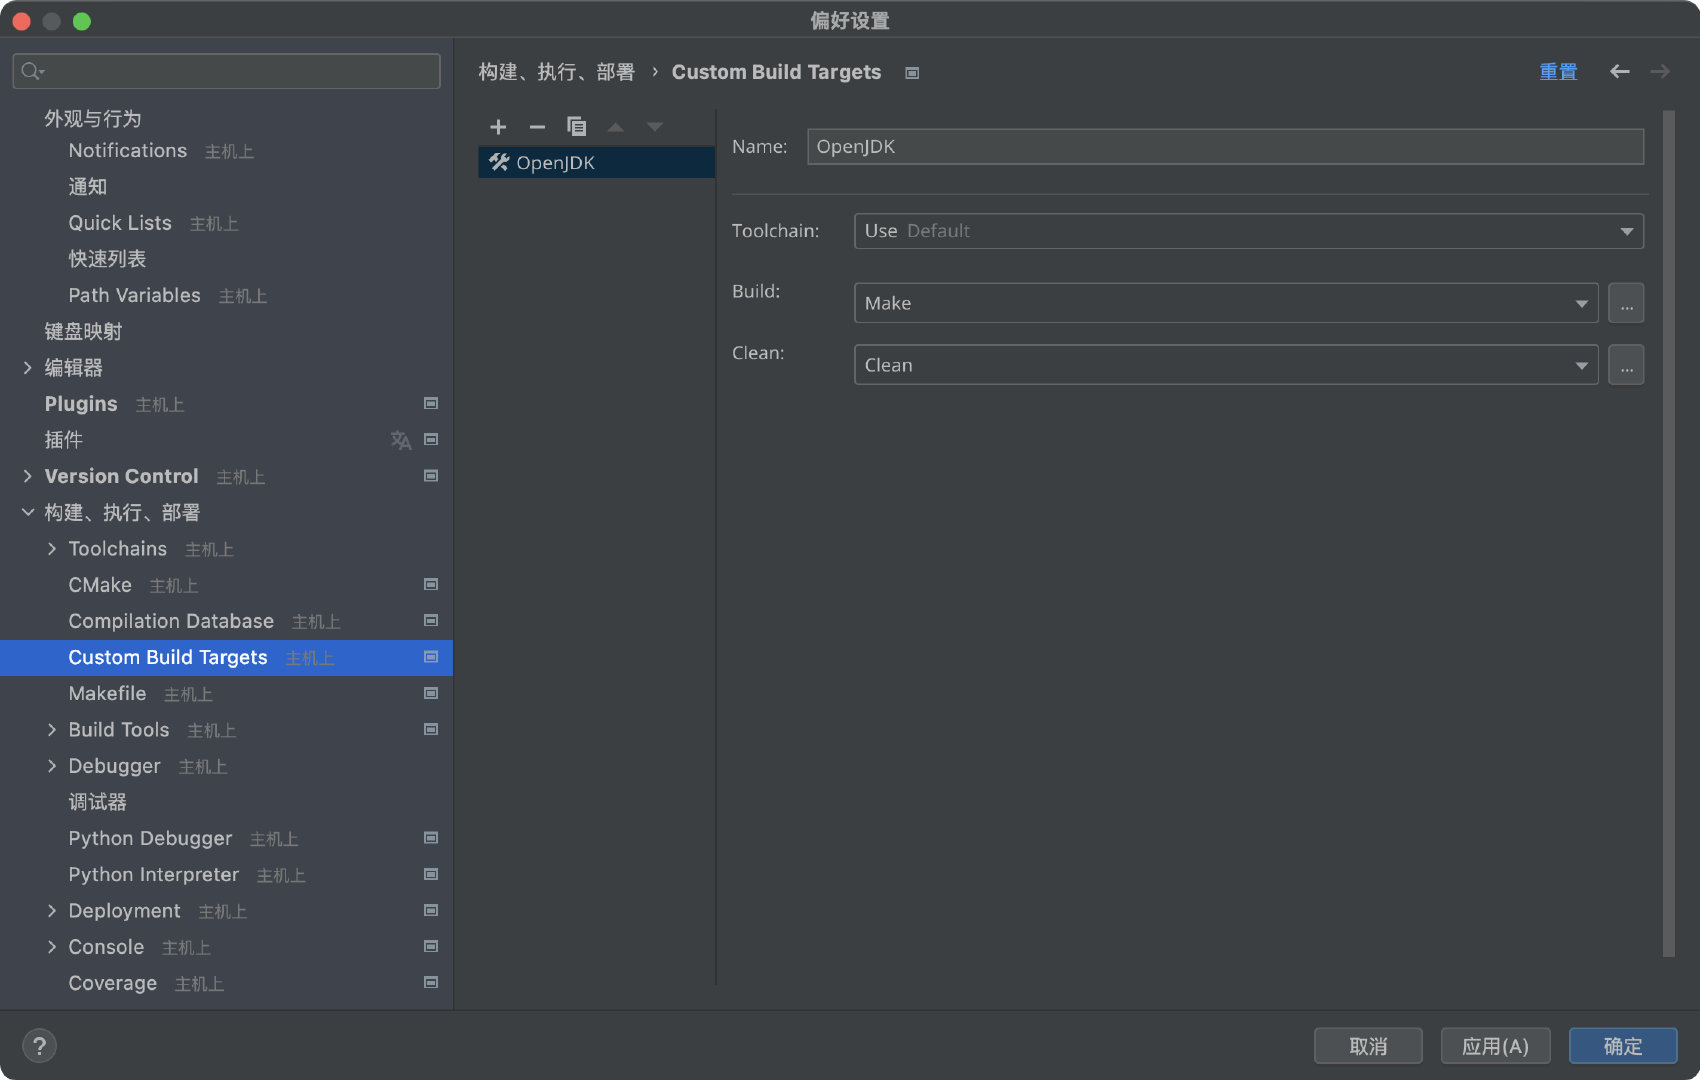 偏好设置
外观与行为
Notifications 主机上
通知
Quick Lists 主机上
快速列表
Path Variables 主机上
键盘映射
编辑器
Plugins 主机上
插件
Version Control 主机上
构建、执行、部署
Toolchains 主机上
CMake 主机上
Compilation Database 主机上
Custom Build Targets 主机上
Makefile 主机上
Build Tools 主机上
Debugger 主机上
调试器
Python Debugger 主机上
Python Interpreter 主机上
Deployment 主机上
Console 主机上
Coverage 主机上
构建、执行、部署 › Custom Build Targets
重置
OpenJDK
Name: OpenJDK
Toolchain: Use Default
Build: Make ...
Clean: Clean ...
?
取消 应用(A) 确定